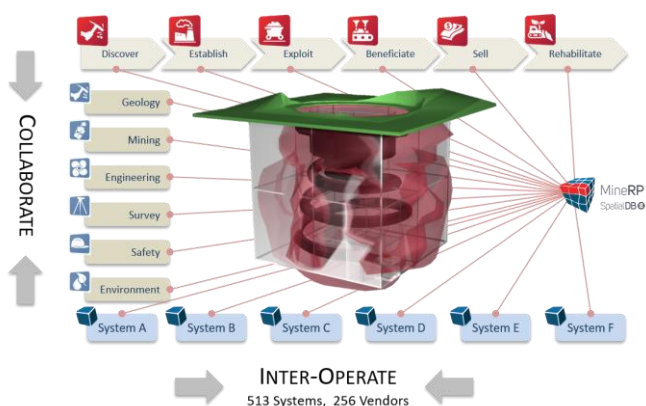 Discover
Establish
Exploit
Beneficiate
Sell
Rehabilitate
COLLABORATE
Geology
Mining
Engineering
Survey
Safety
Environment
MineRP
SpatialDB
System A
System B
System C
System D
System E
System F
INTER-OPERATE
513 Systems, 256 Vendors